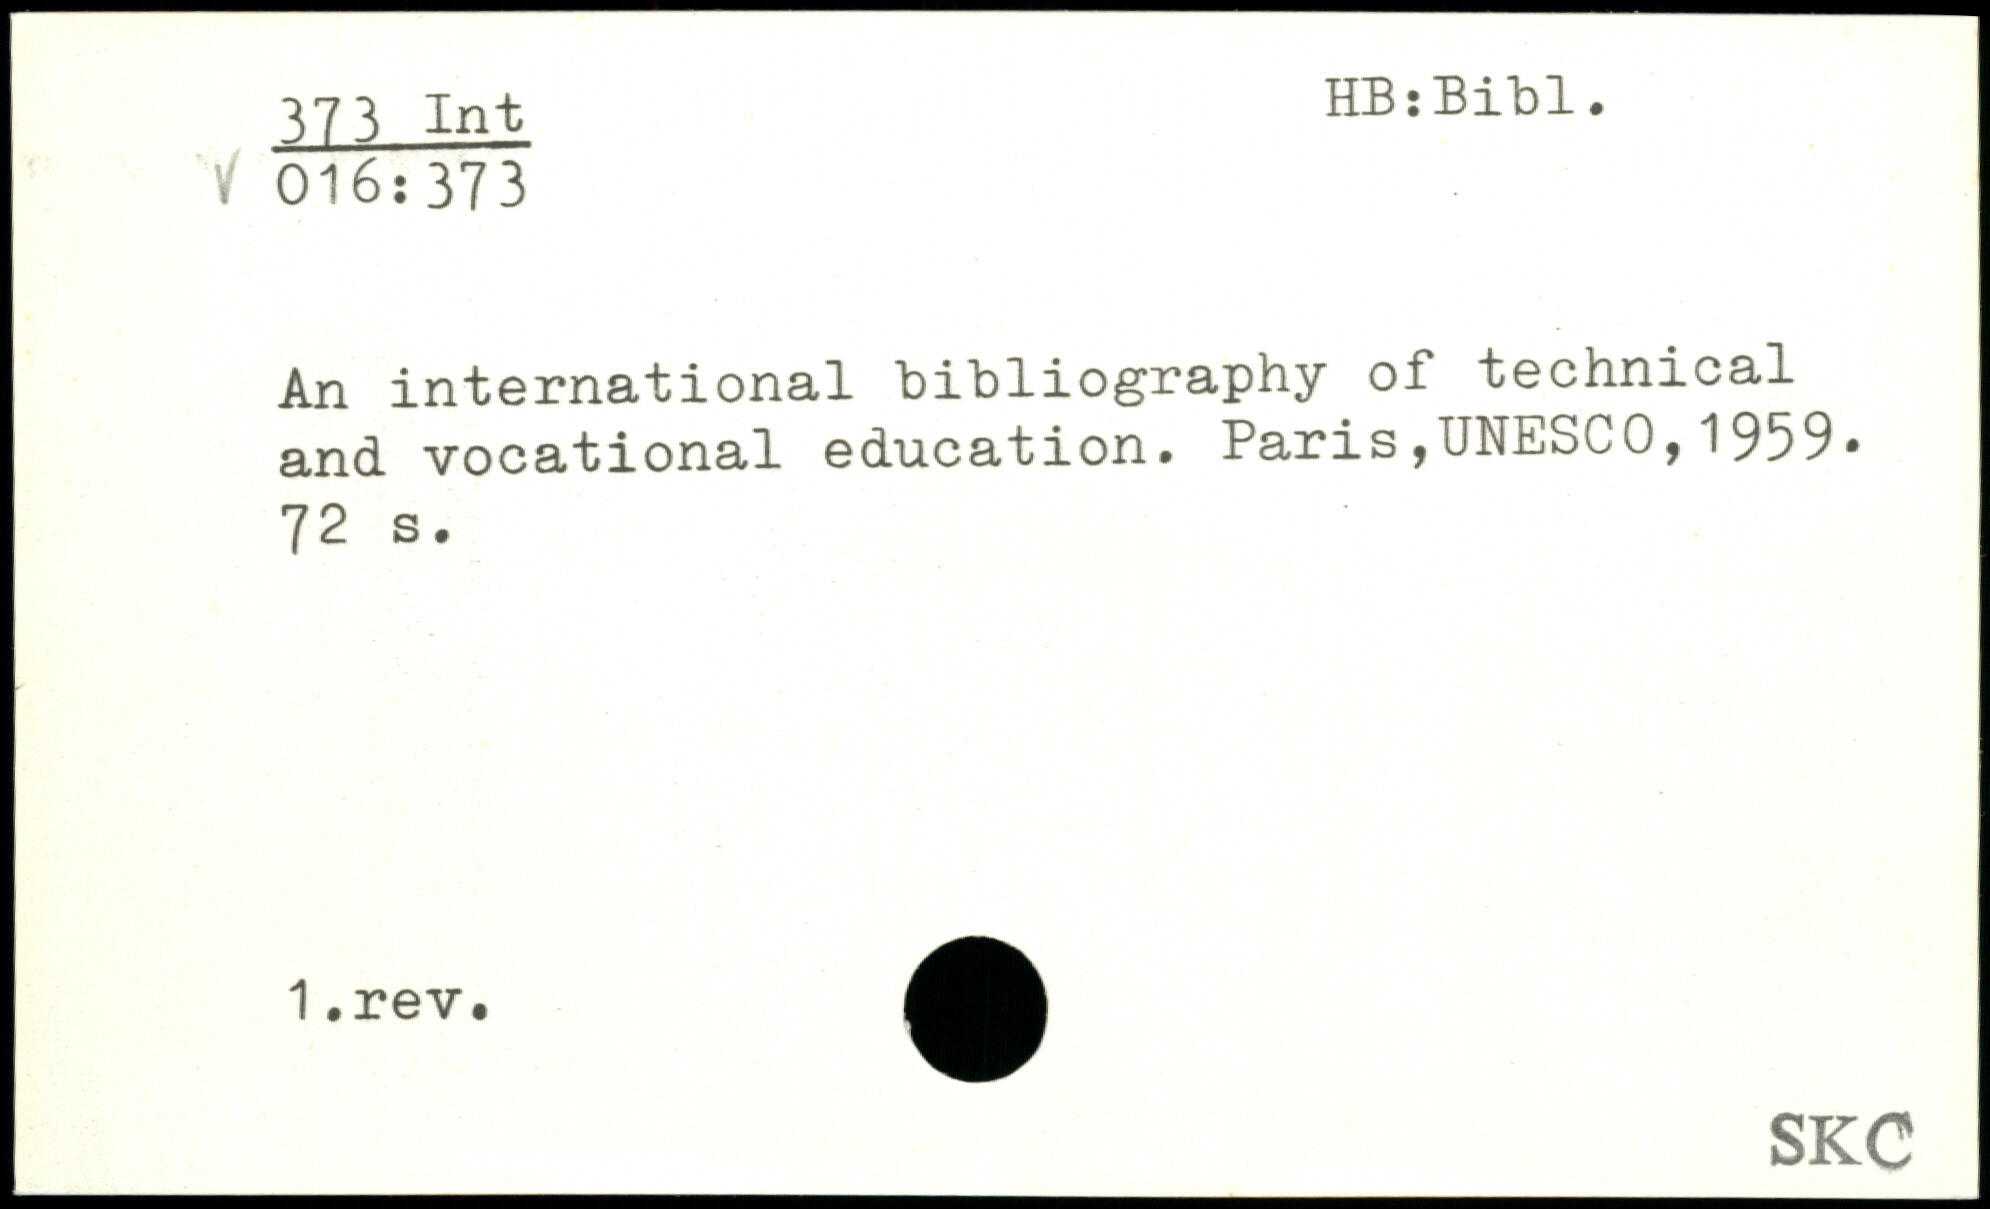 373 Int
HB:Bibl.
V 016:373
An international bibliography of technical
and vocational education. Paris,UNESCO,1959.
72 s.
1.rev.
SKC